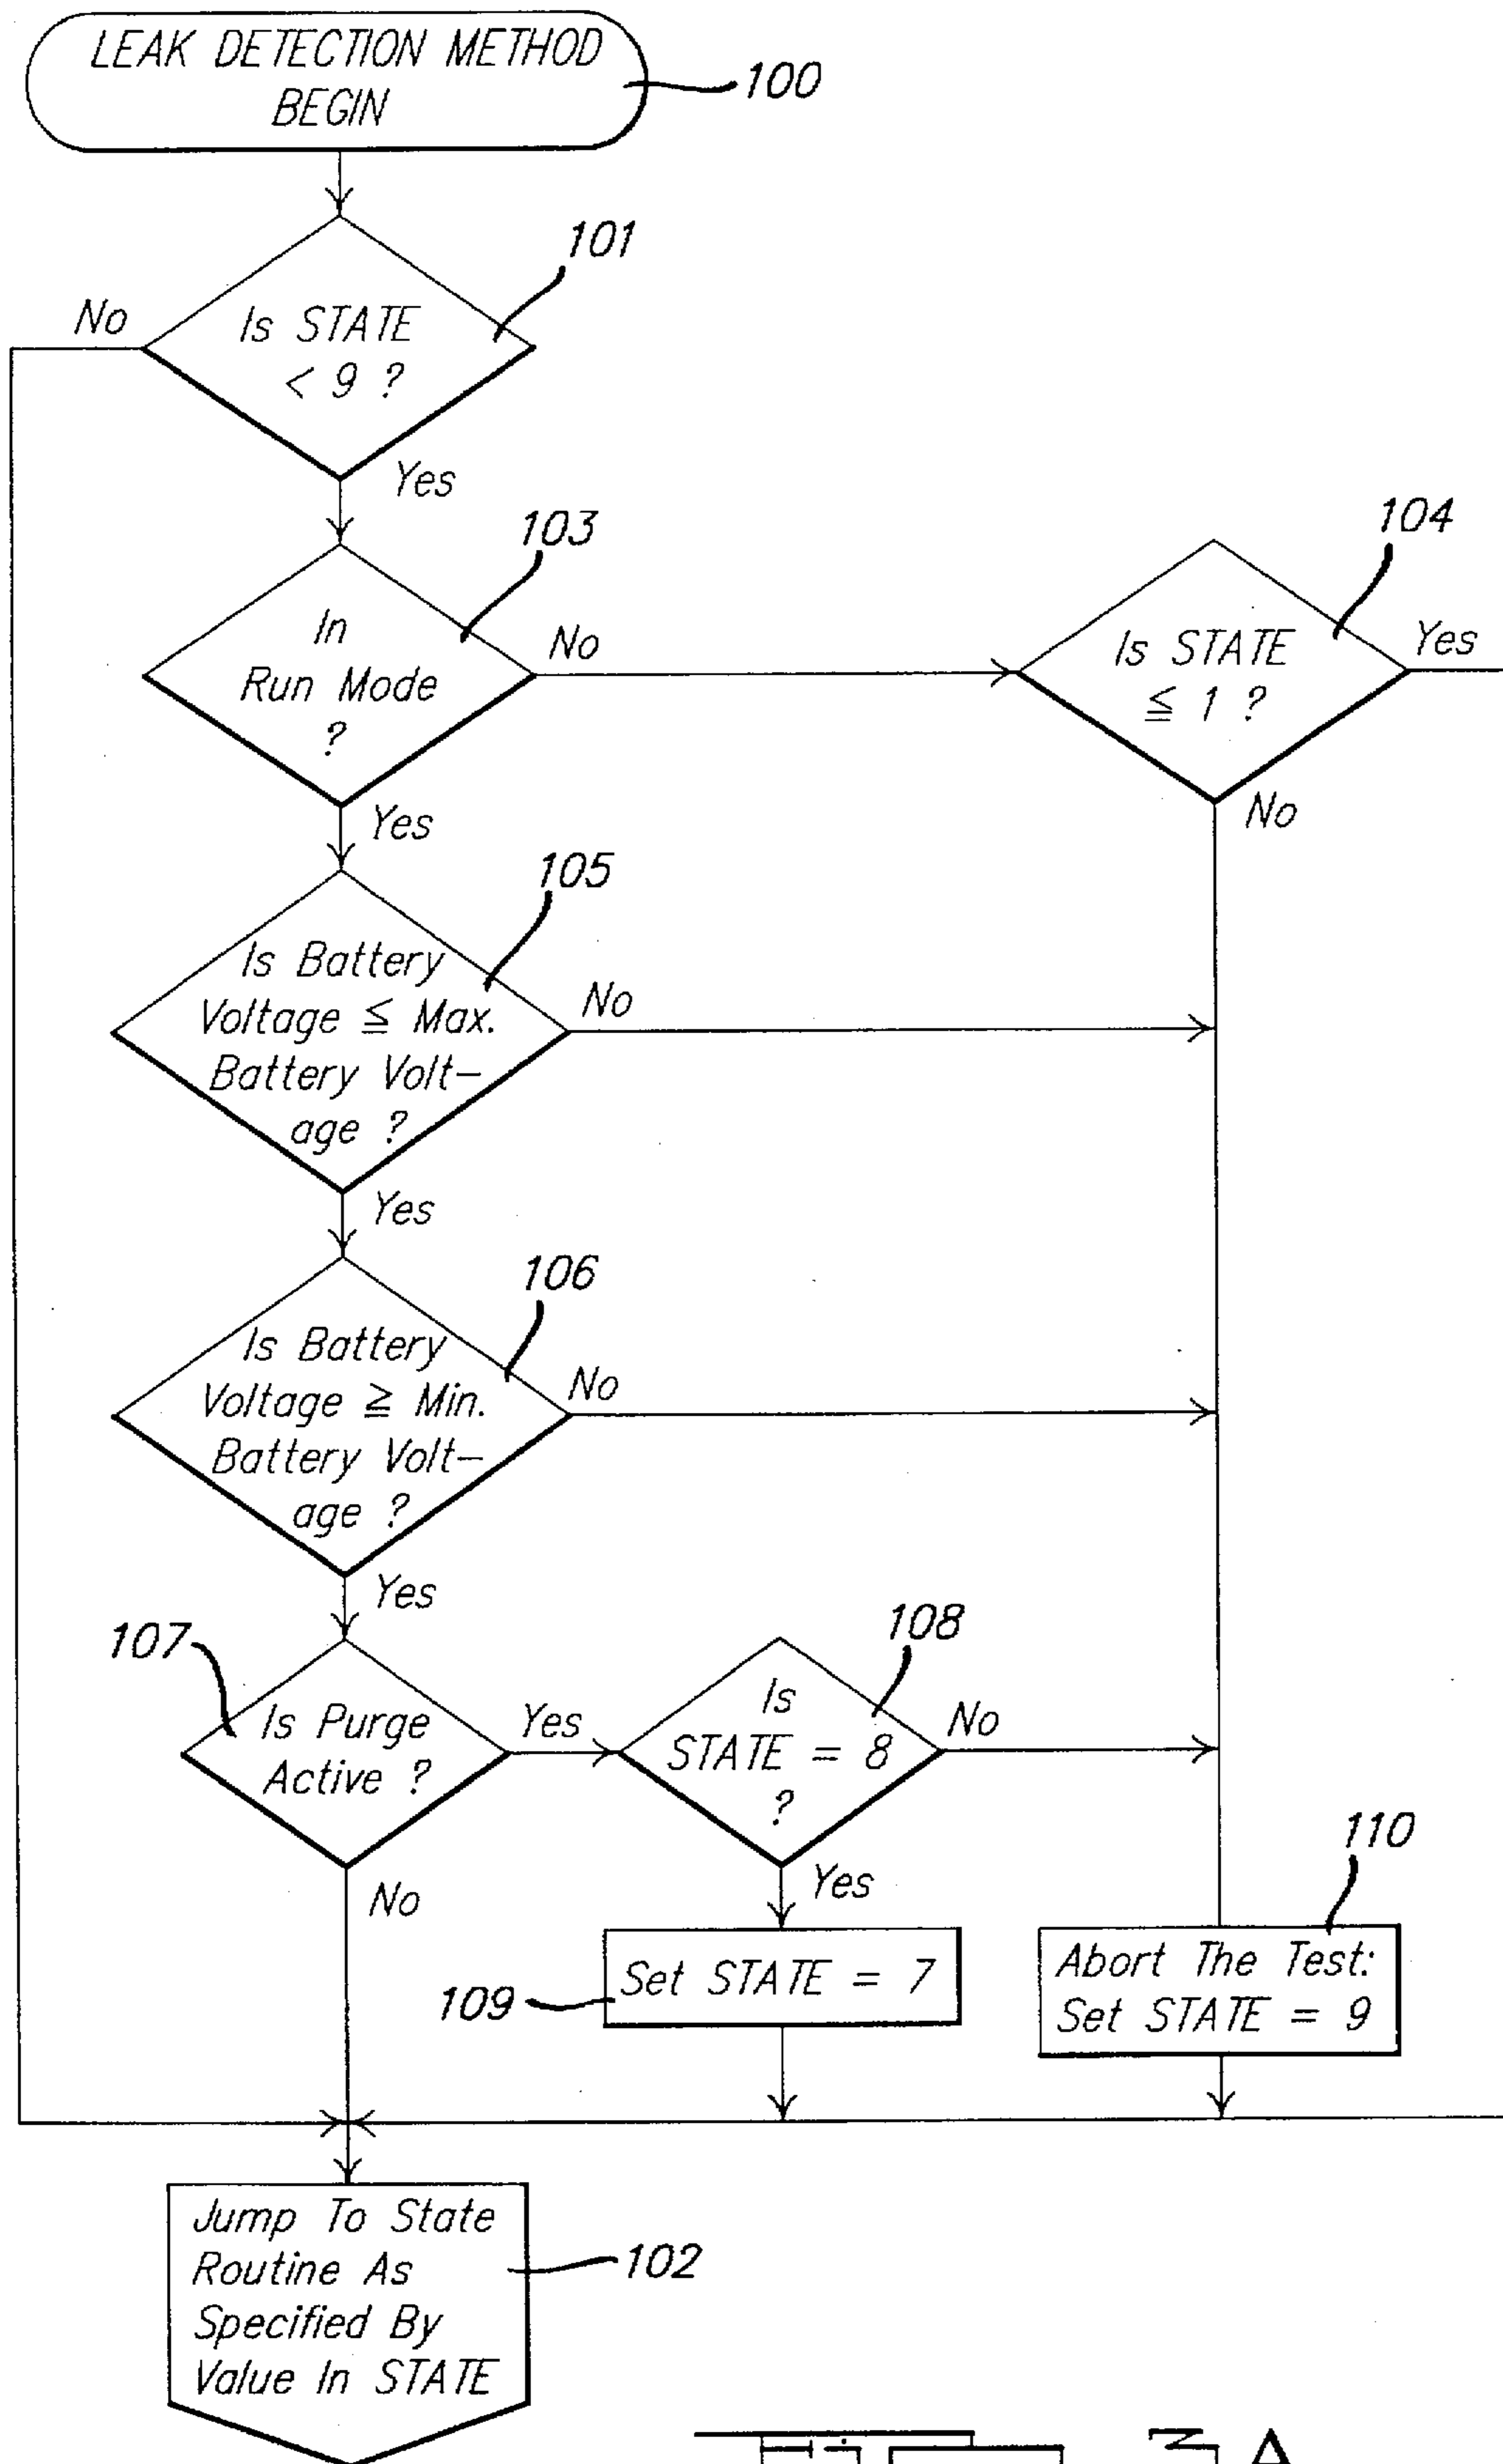 LEAK DETECTION METHOD
BEGIN
100
101
No
Is STATE
< 9 ?
Yes
103
104
In
Run Mode
?
No
Is STATE
≦ 1 ?
Yes
Yes
No
105
Is Battery
Voltage ≦ Max.
Battery Volt-
age ?
No
Yes
106
Is Battery
Voltage ≧ Min.
Battery Volt-
age ?
No
Yes
107
108
Is Purge
Active ?
Yes
Is
STATE = 8
?
No
No
Yes
110
109
Set STATE = 7
Abort The Test:
Set STATE = 9
Jump To State
Routine As
Specified By
Value In STATE
102